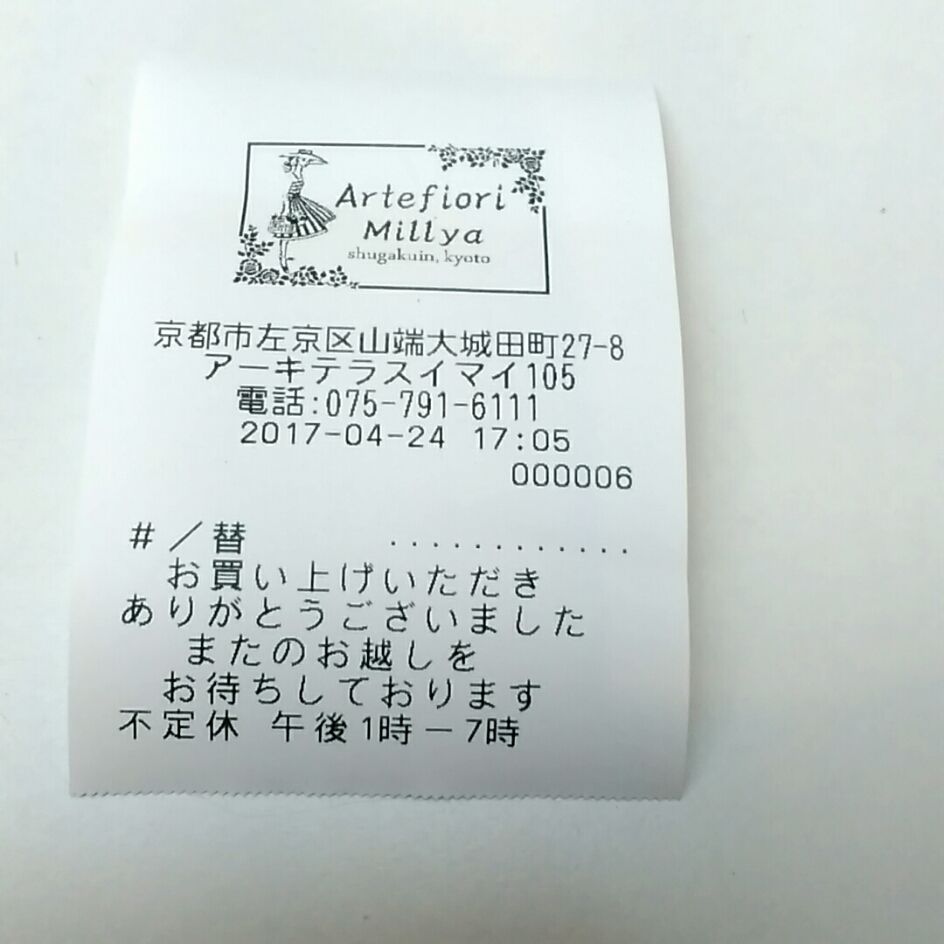 Artefiori
Millya
shugakuin, kyoto
京都市左京区山端大城田町27-8
アーキテラスイマイ105
電話:075-791-6111
2017-04-24 17:05
000006
#／替 ............
お買い上げいただき
ありがとうございました
またのお越しを
お待ちしております
不定休 午後1時－7時